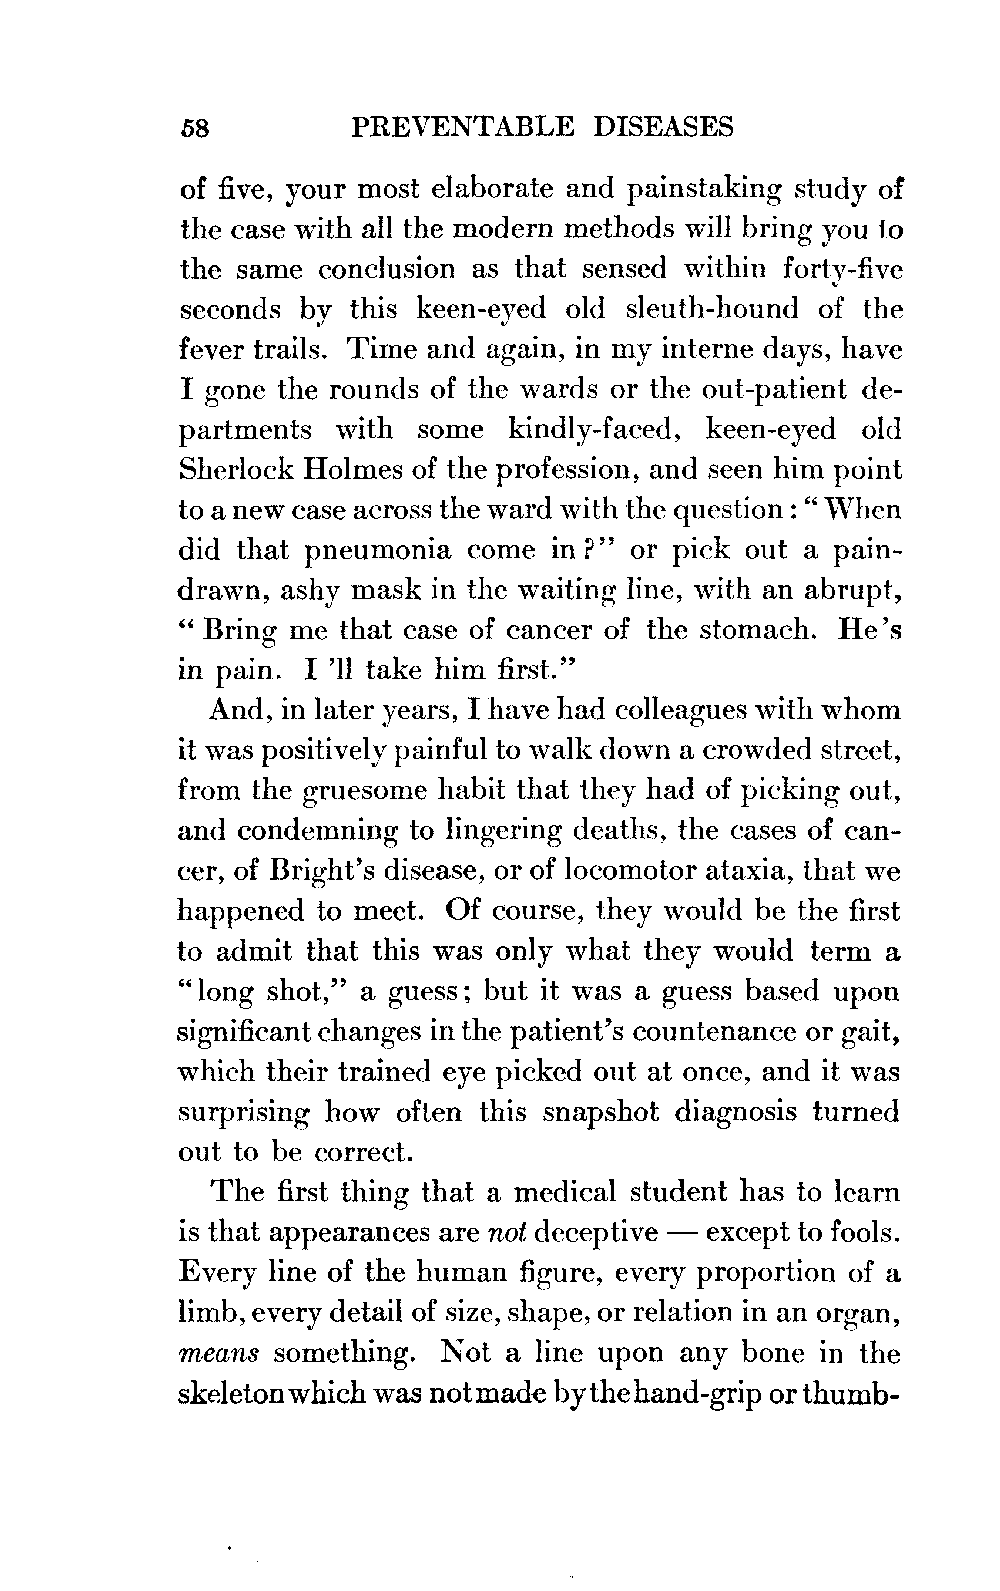 58 PREVENTABLE DISEASES
of five, your most elaborate and painstaking study of
the case with all the modern methods will bring you to
the same conclusion as that sensed within forty-five
seconds by this keen-eyed old sleuth-hound of the
fever trails. Time and again, in my interne days, have
I gone the rounds of the wards or the out-patient de-
partments with some kindly-faced, keen-eyed old
Sherlock Holmes of the profession, and seen him point
to a new case across the ward with the question: "When
did that pneumonia come in?" or pick out a pain-
drawn, ashy mask in the waiting line, with an abrupt,
"Bring me that case of cancer of the stomach. He's
in pain. I'll take him first."
And, in later years, I have had colleagues with whom
it was positively painful to walk down a crowded street,
from the gruesome habit that they had of picking out,
and condemning to lingering deaths, the cases of can-
cer, of Bright's disease, or of locomotor ataxia, that we
happened to meet. Of course, they would be the first
to admit that this was only what they would term a
"long shot," a guess; but it was a guess based upon
significant changes in the patient's countenance or gait,
which their trained eye picked out at once, and it was
surprising how often this snapshot diagnosis turned
out to be correct.
The first thing that a medical student has to learn
is that appearances are not deceptive — except to fools.
Every line of the human figure, every proportion of a
limb, every detail of size, shape, or relation in an organ,
means something. Not a line upon any bone in the
skeleton which was not made by the hand-grip or thumb-